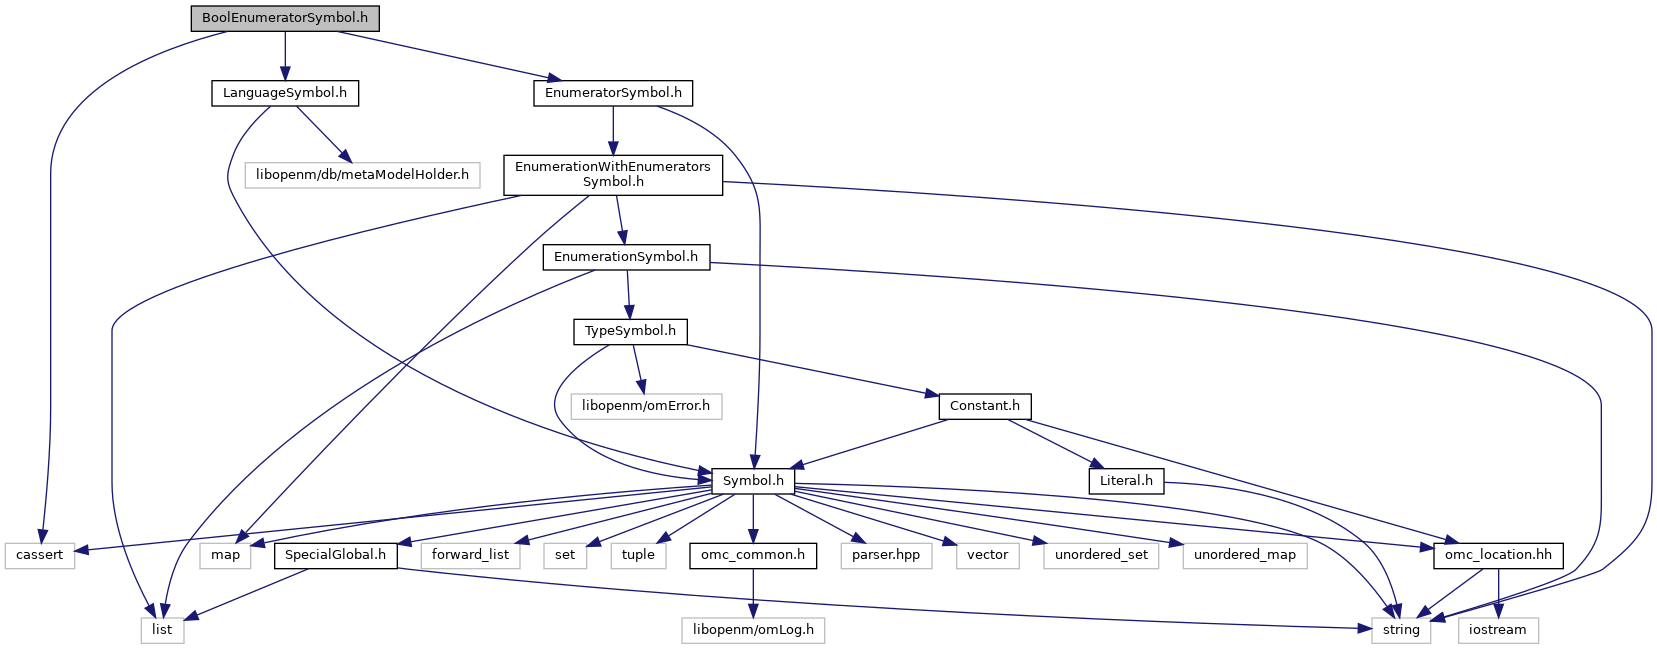 BoolEnumeratorSymbol.h
LanguageSymbol.h
EnumeratorSymbol.h
libopenm/db/metaModelHolder.h
EnumerationWithEnumerators
Symbol.h
EnumerationSymbol.h
TypeSymbol.h
libopenm/omError.h
Constant.h
Symbol.h
Literal.h
cassert
map
SpecialGlobal.h
forward_list
set
tuple
omc_common.h
parser.hpp
vector
unordered_set
unordered_map
omc_location.hh
list
libopenm/omLog.h
string
iostream